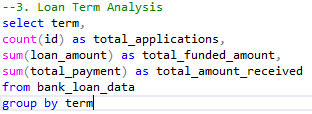 --3. Loan Term Analysis
select term,
count(id) as total_applications,
sum(loan_amount) as total_funded_amount,
sum(total_payment) as total_amount_received
from bank_loan_data
group by term